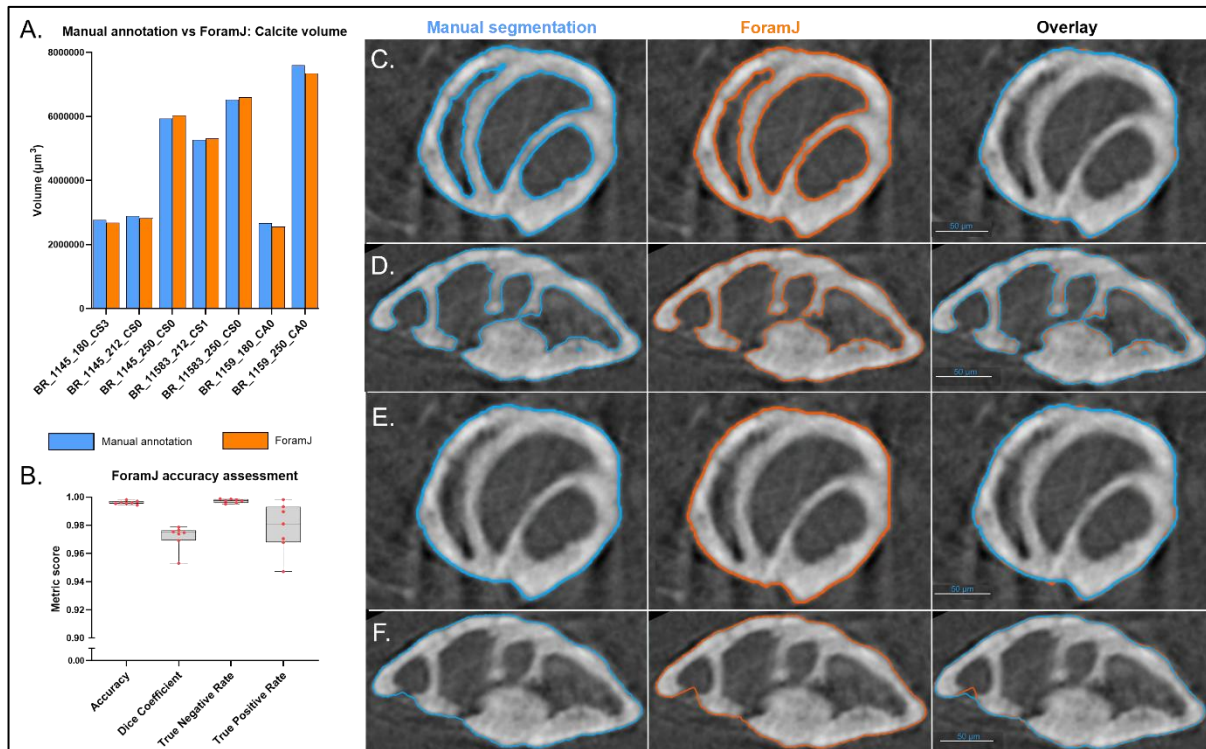 A.
Manual annotation vs ForamJ: Calcite volume
Volume (µm³)
8000000
6000000
4000000
2000000
0
BR_1145_180_CS3
BR_1145_212_CS0
BR_1145_250_CS0
BR_11583_212_CS1
BR_11583_250_CS0
BR_1159_180_CA0
BR_1159_250_CA0
Manual annotation
ForamJ
B.
ForamJ accuracy assessment
Metric score
1.00
0.98
0.96
0.94
0.92
0.90
0.00
Accuracy
Dice Coefficient
True Negative Rate
True Positive Rate
Manual segmentation
ForamJ
Overlay
C.
50 µm
D.
50 µm
E.
50 µm
F.
50 µm